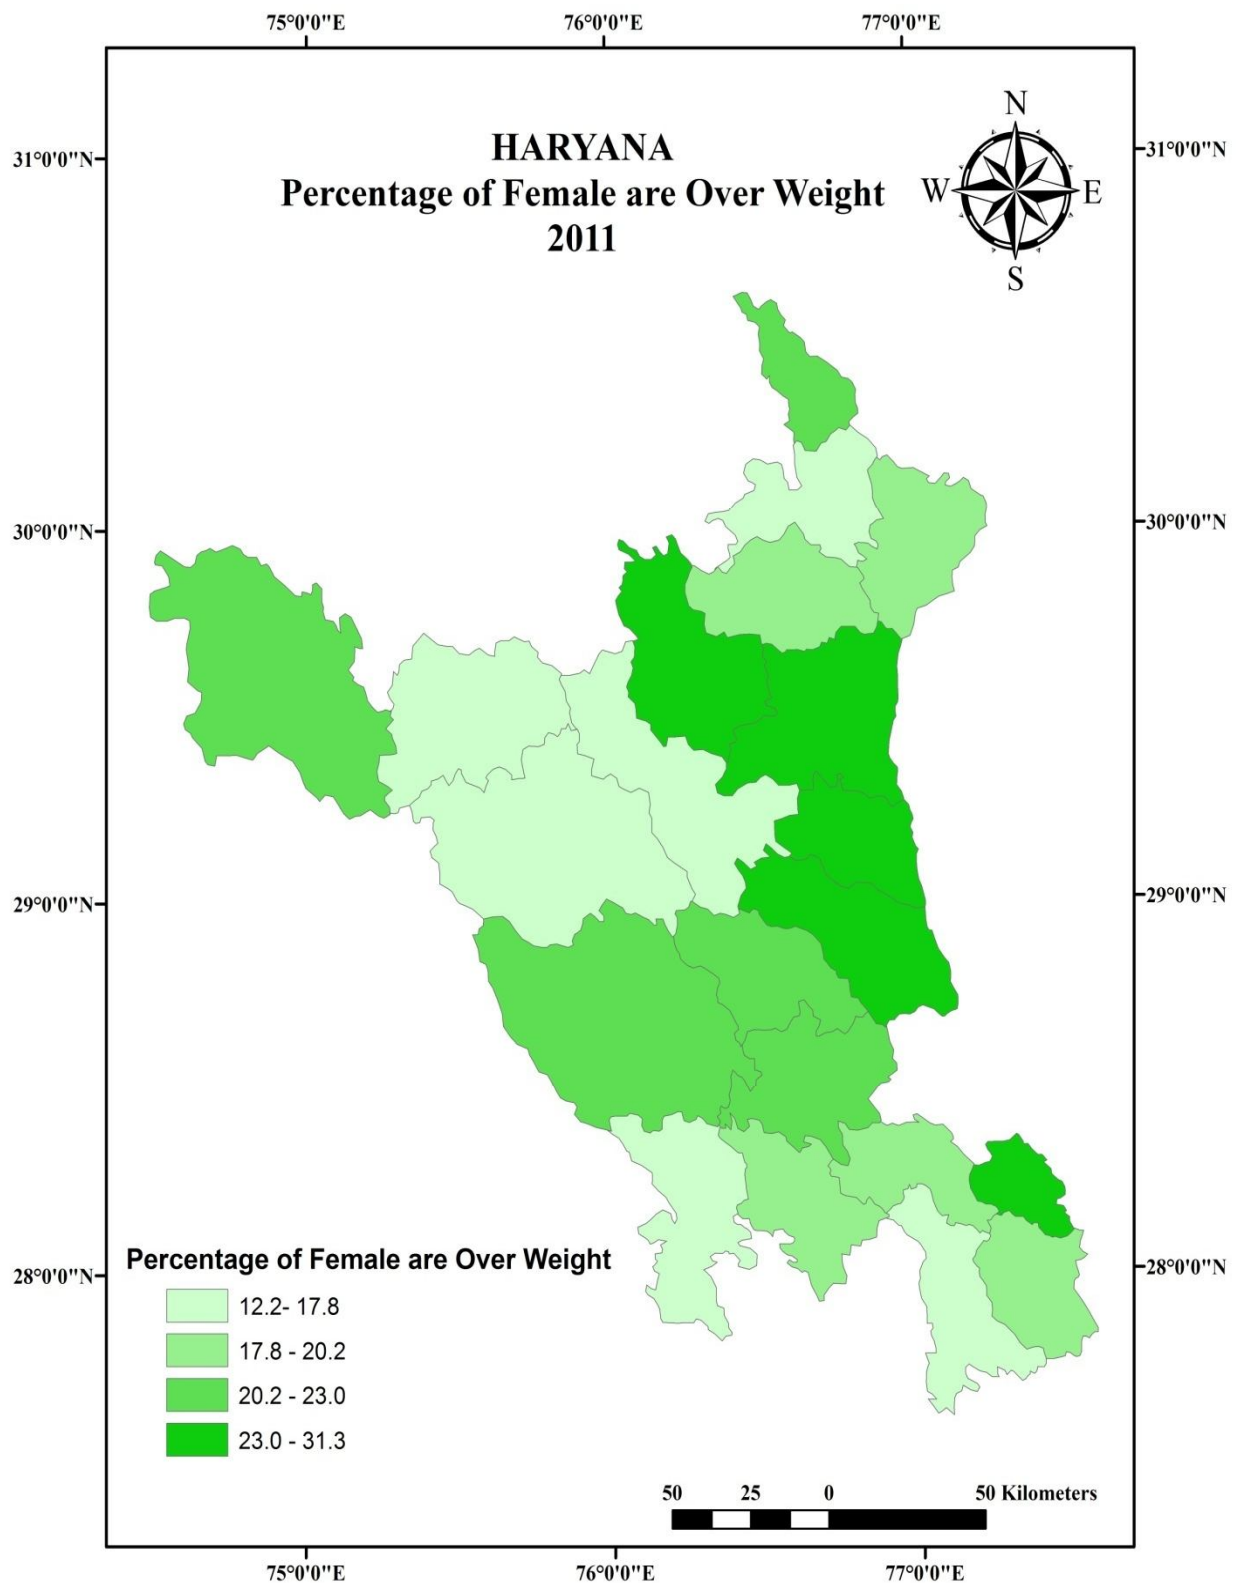 75°0'0"E 76°0'0"E 77°0'0"E
HARYANA
Percentage of Female are Over Weight
2011
N
W E
S
31°0'0"N 31°0'0"N
30°0'0"N 30°0'0"N
29°0'0"N 29°0'0"N
28°0'0"N 28°0'0"N
Percentage of Female are Over Weight
12.2- 17.8
17.8 - 20.2
20.2 - 23.0
23.0 - 31.3
50 25 0 50 Kilometers
75°0'0"E 76°0'0"E 77°0'0"E